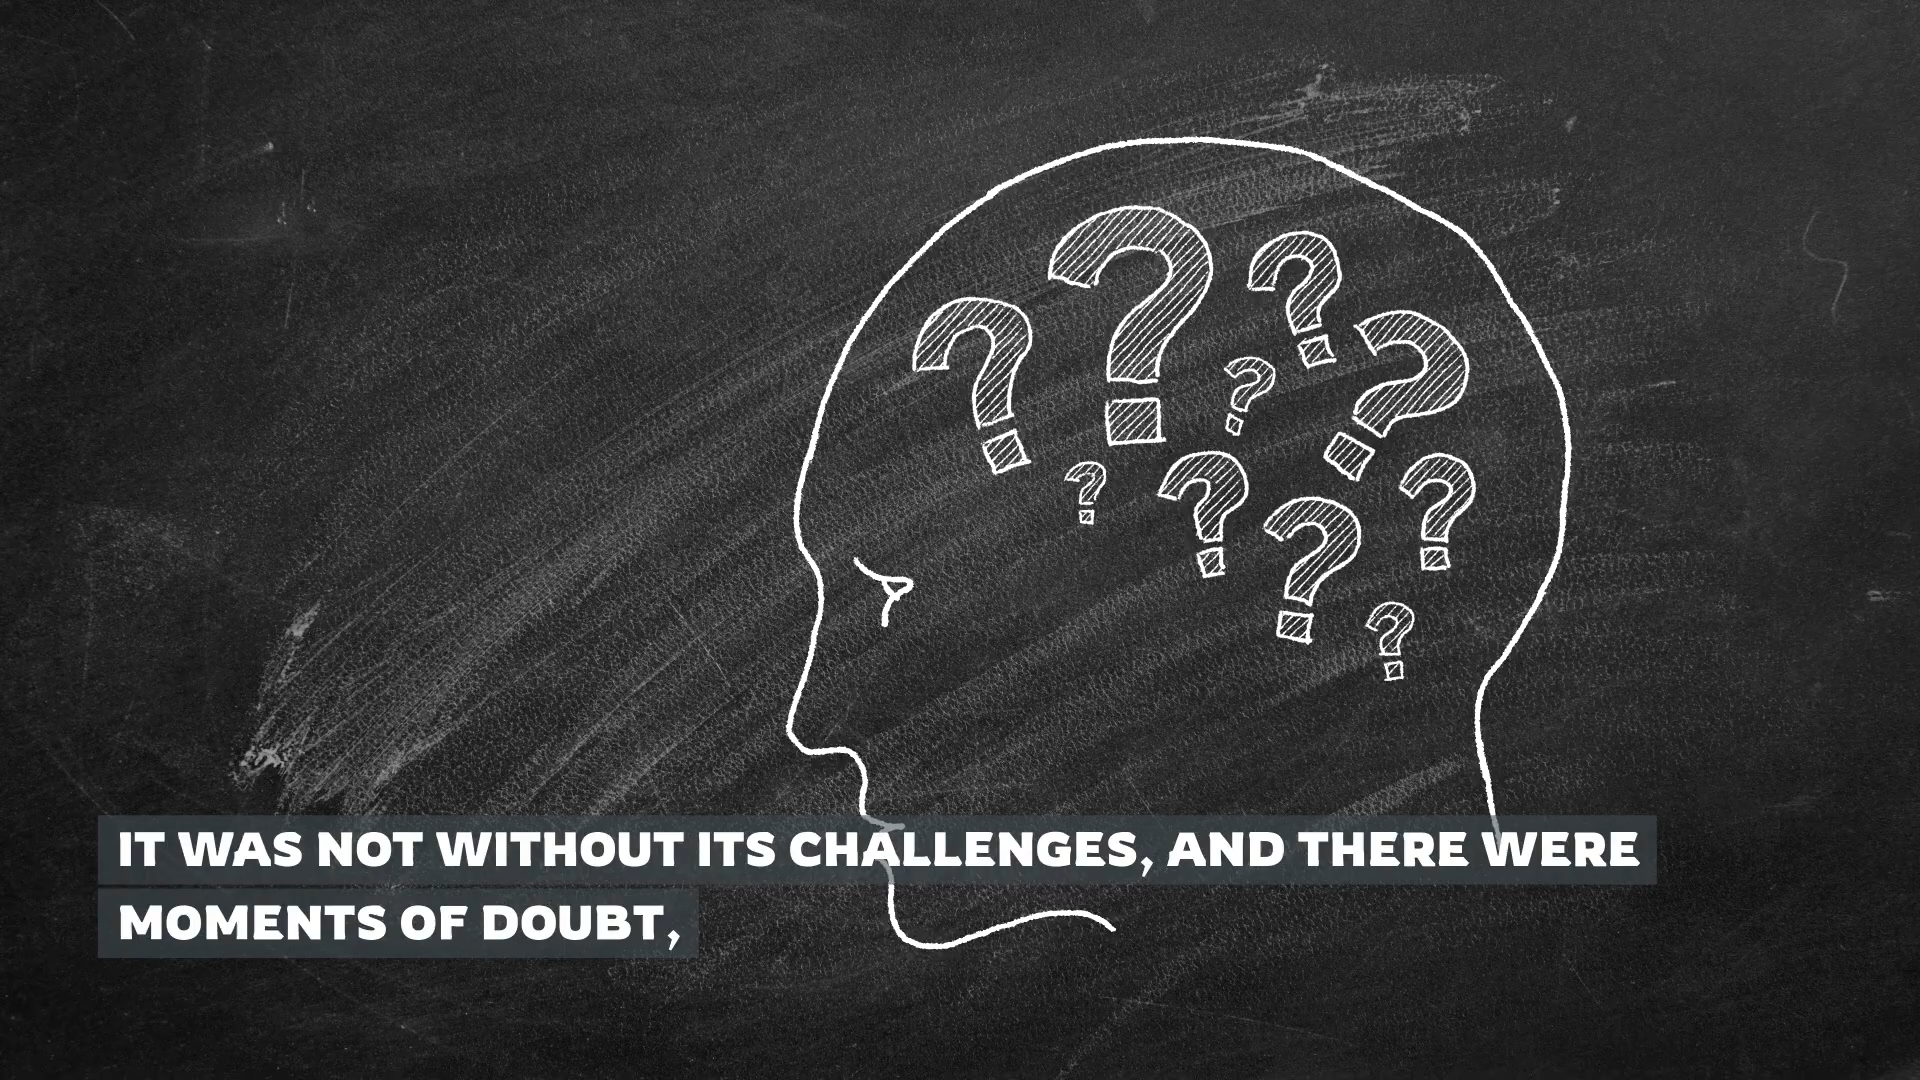 IT WAS NOT WITHOUT ITS CHALLENGES, AND THERE WERE
MOMENTS OF DOUBT,